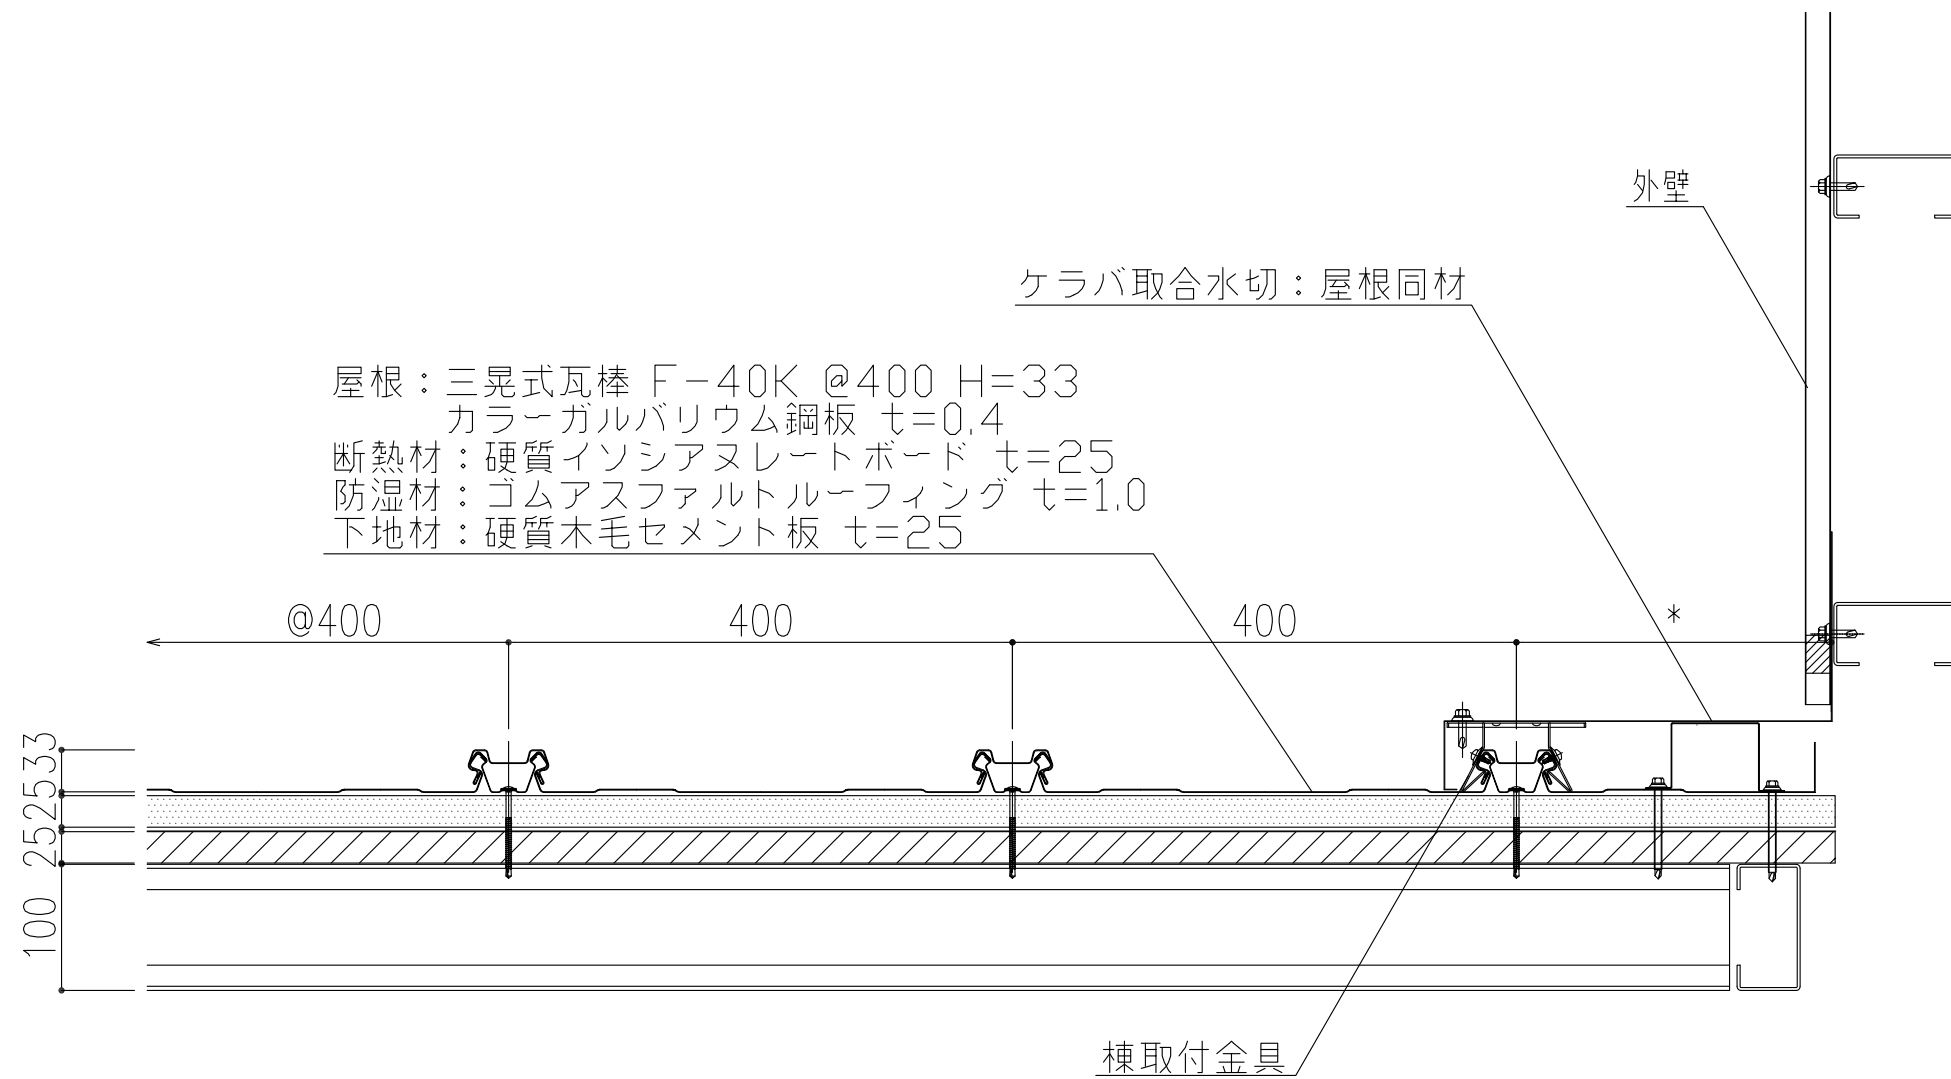 外壁
ケラバ取合水切：屋根同材
屋根：三晃式瓦棒 F-40K @400 H=33
カラーガルバリウム鋼板 t=0.4
断熱材：硬質イソシアヌレートボード t=25
防湿材：ゴムアスファルトルーフィング t=1.0
下地材：硬質木毛セメント板 t=25
@400
400
400
*
33
25
25
100
棟取付金具